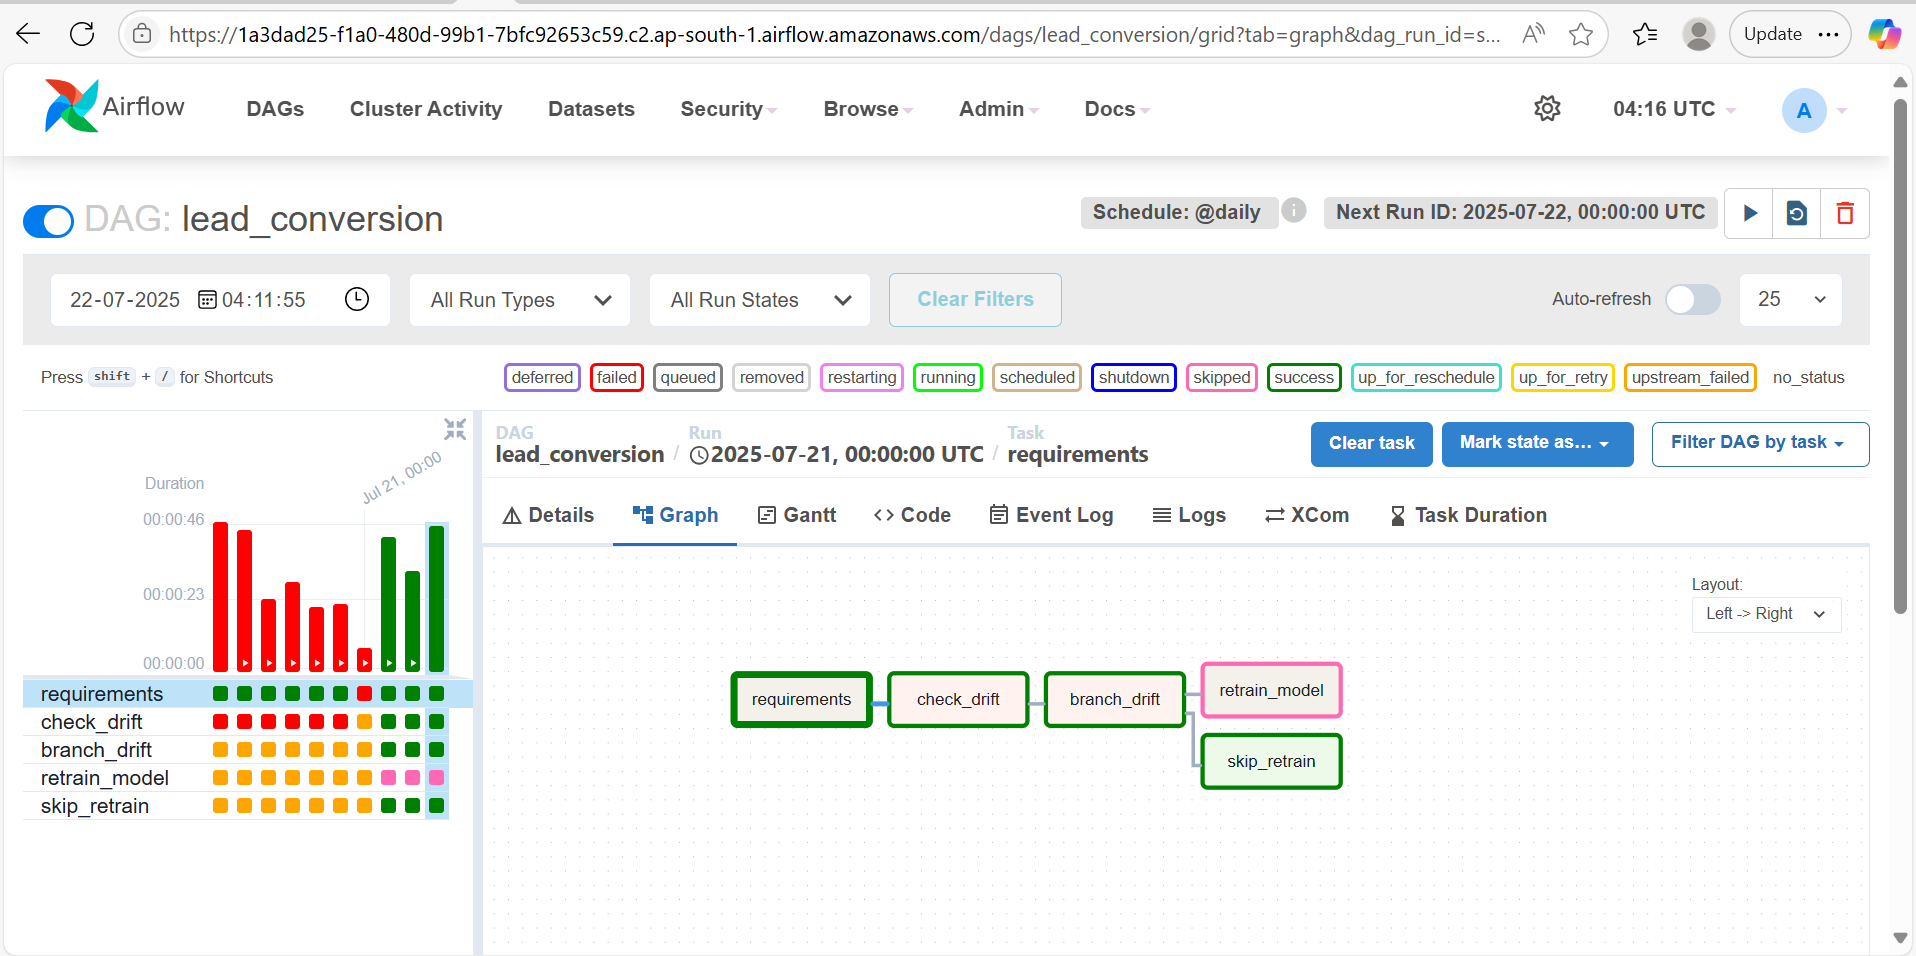 https://1a3dad25-f1a0-480d-99b1-7bfc92653c59.c2.ap-south-1.airflow.amazonaws.com/dags/lead_conversion/grid?tab=graph&dag_run_id=s...
Update
Airflow DAGs Cluster Activity Datasets Security Browse Admin Docs 04:16 UTC A
DAG: lead_conversion
Schedule: @daily Next Run ID: 2025-07-22, 00:00:00 UTC
22-07-2025 04:11:55 All Run Types All Run States Clear Filters Auto-refresh 25
Press shift + / for Shortcuts
deferred failed queued removed restarting running scheduled shutdown skipped success up_for_reschedule up_for_retry upstream_failed no_status
Duration
Jul 21, 00:00
00:00:46
00:00:23
00:00:00
requirements
check_drift
branch_drift
retrain_model
skip_retrain
DAG Run Task
lead_conversion / 2025-07-21, 00:00:00 UTC / requirements
Clear task Mark state as... Filter DAG by task
Details Graph Gantt Code Event Log Logs XCom Task Duration
Layout:
Left -> Right
requirements check_drift branch_drift retrain_model
skip_retrain